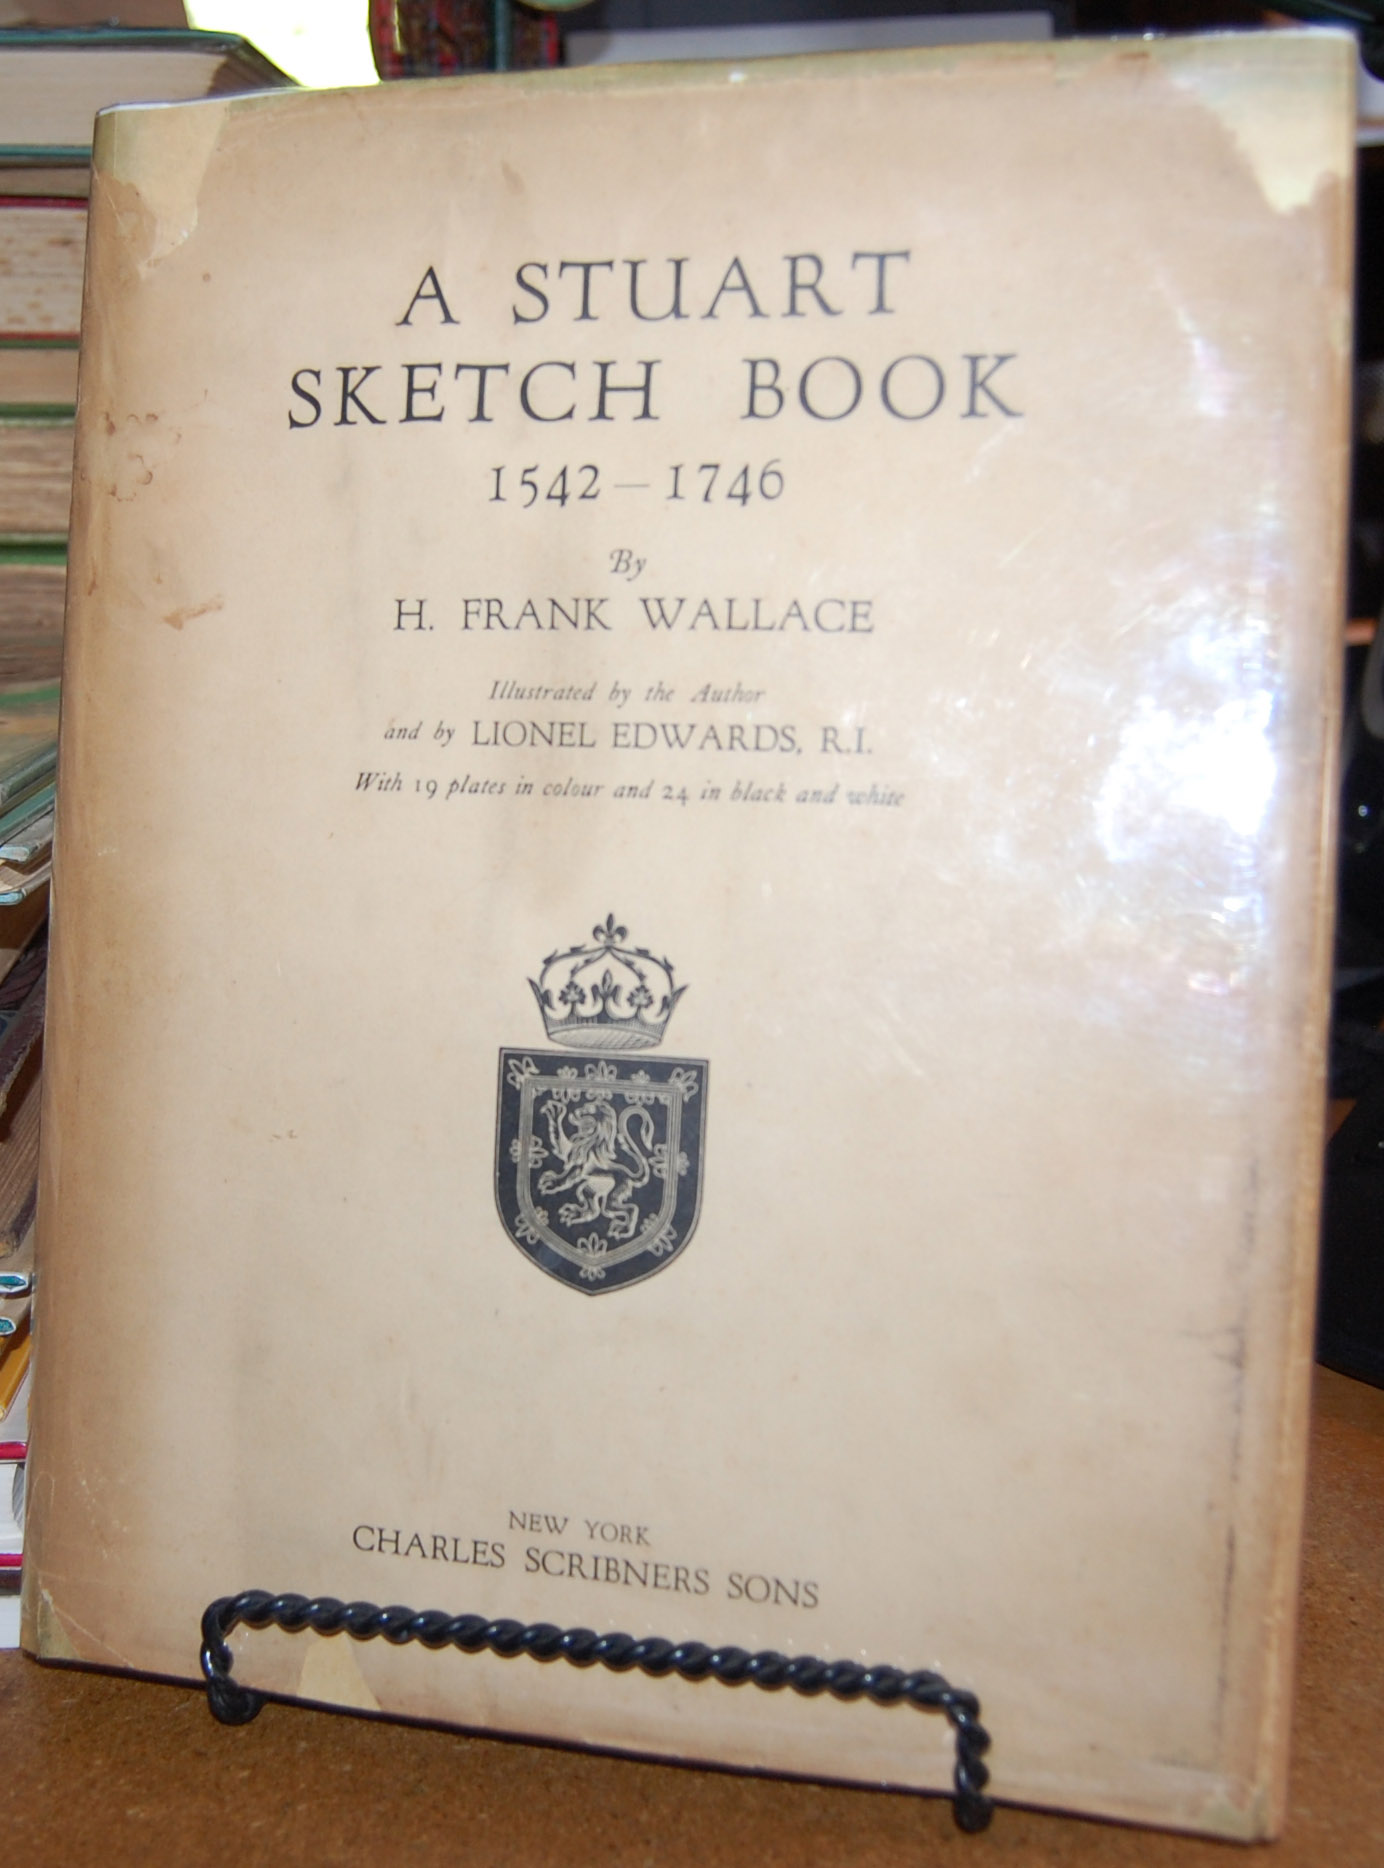 A STUART
SKETCH BOOK
1542 – 1746
By
H. FRANK WALLACE
Illustrated by the Author
and by LIONEL EDWARDS, R.I.
With 19 plates in colour and 24 in black and white
NEW YORK
CHARLES SCRIBNERS SONS